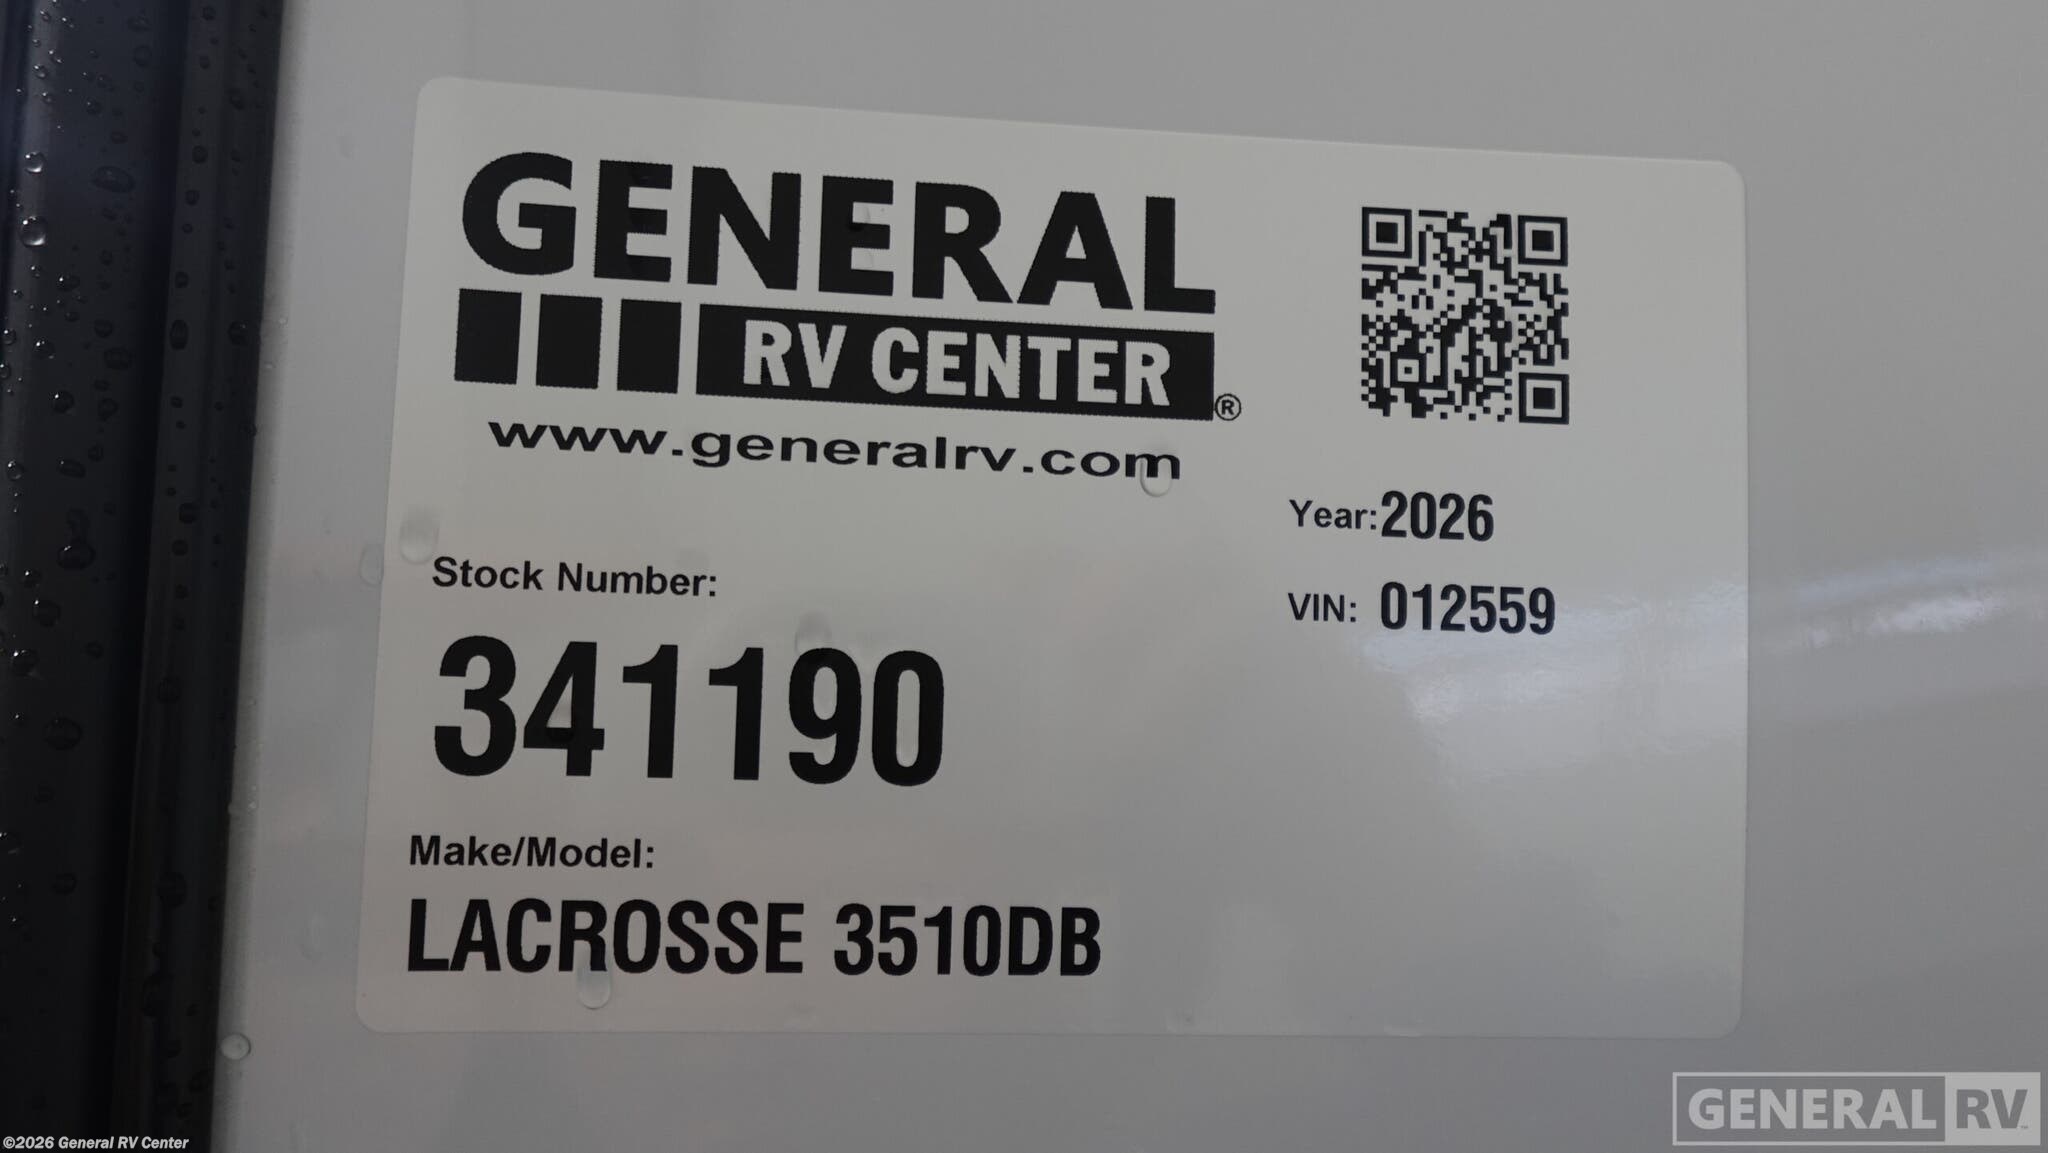 GENERAL
RV CENTER®
www.generalrv.com
Year: 2026
VIN: 012559
Stock Number:
341190
Make/Model:
LACROSSE 3510DB
GENERAL RV™
©2026 General RV Center